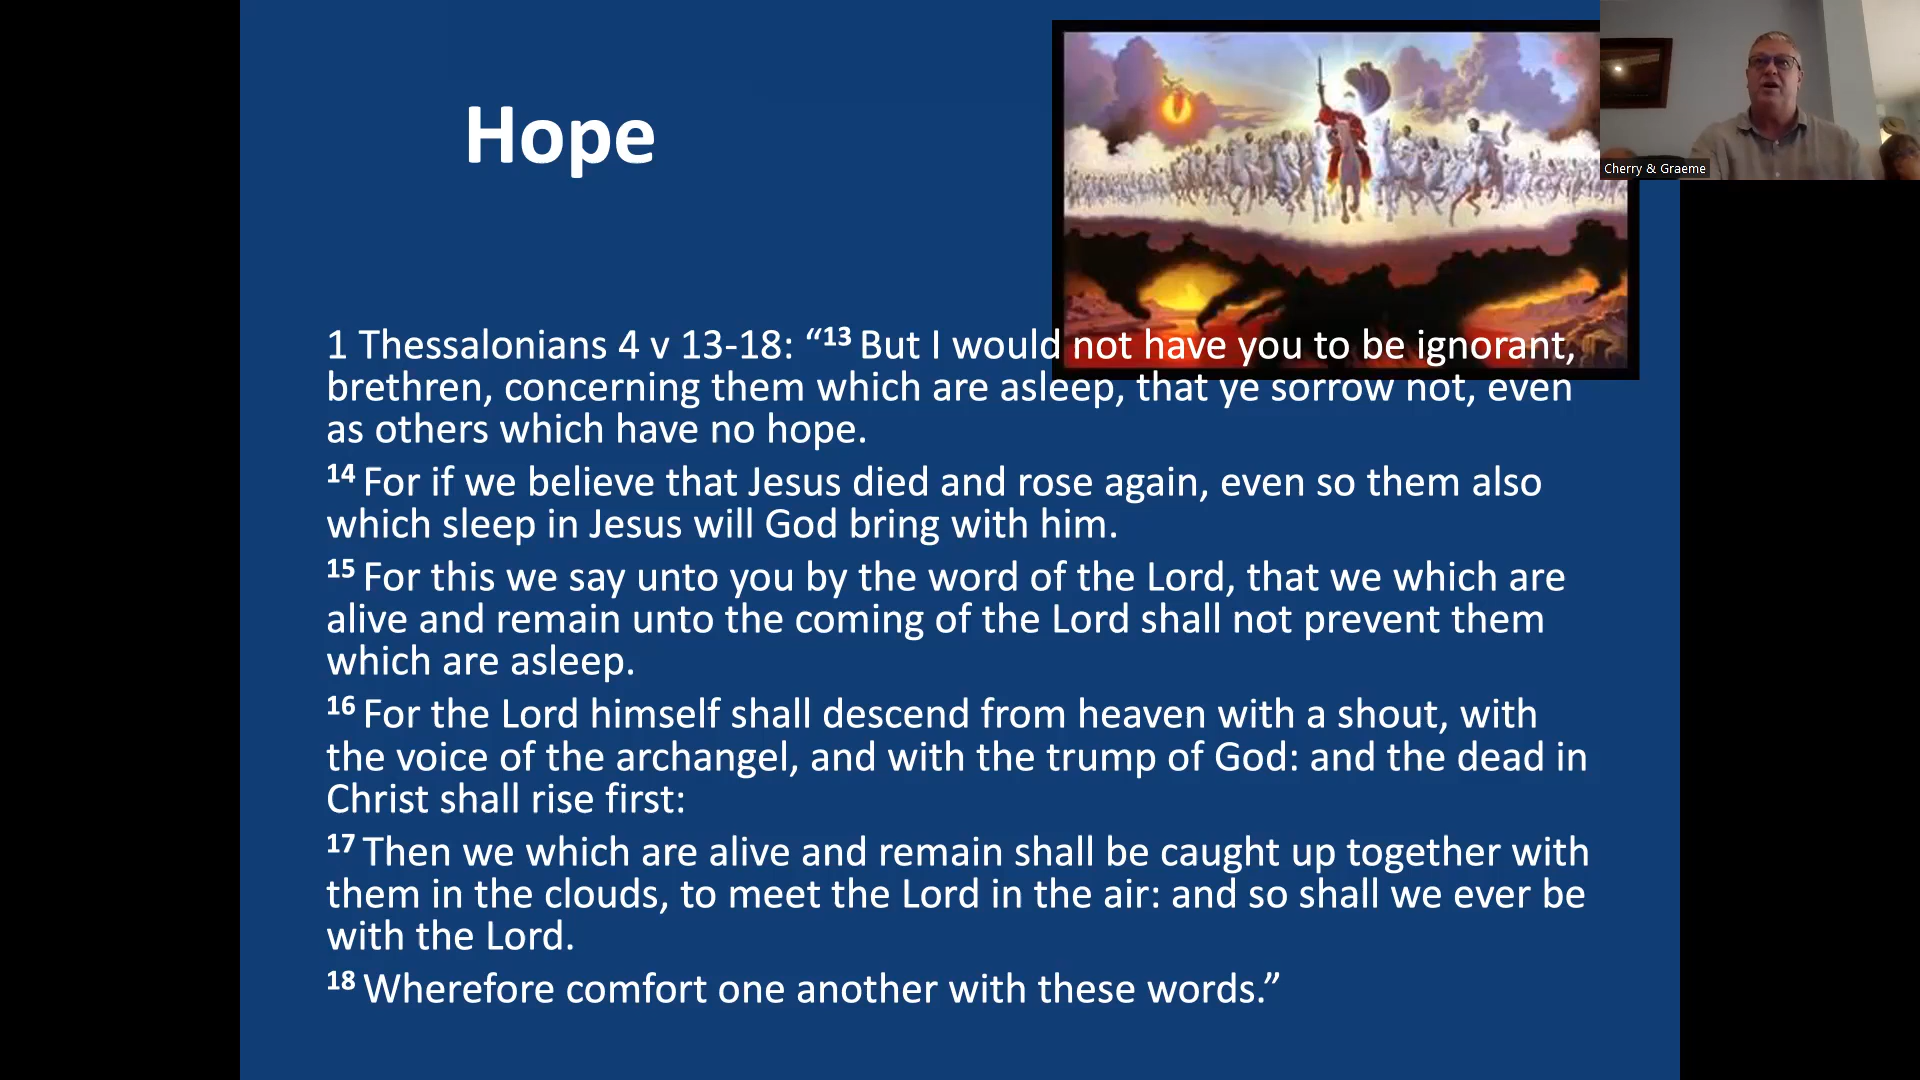 Hope
Cherry & Graeme
1 Thessalonians 4 v 13-18: “13 But I would not have you to be ignorant,
brethren, concerning them which are asleep, that ye sorrow not, even
as others which have no hope.
14 For if we believe that Jesus died and rose again, even so them also
which sleep in Jesus will God bring with him.
15 For this we say unto you by the word of the Lord, that we which are
alive and remain unto the coming of the Lord shall not prevent them
which are asleep.
16 For the Lord himself shall descend from heaven with a shout, with
the voice of the archangel, and with the trump of God: and the dead in
Christ shall rise first:
17 Then we which are alive and remain shall be caught up together with
them in the clouds, to meet the Lord in the air: and so shall we ever be
with the Lord.
18 Wherefore comfort one another with these words.”